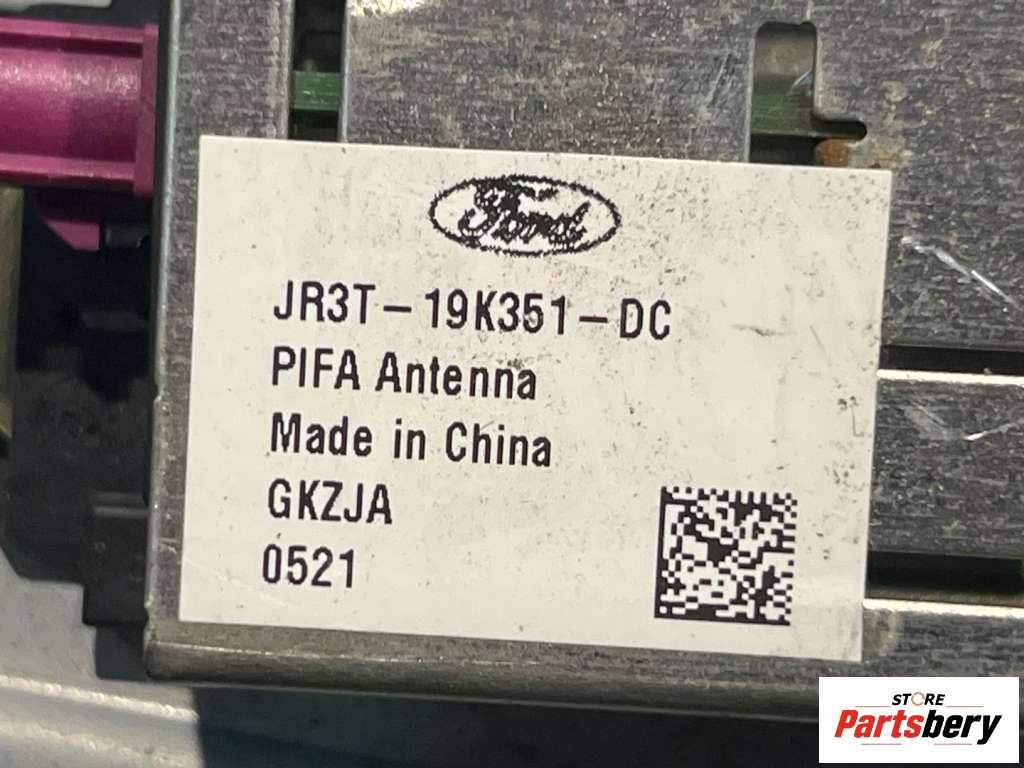 Ford
JR3T-19K351-DC
PIFA Antenna
Made in China
GKZJA
0521
STORE
Partsbery